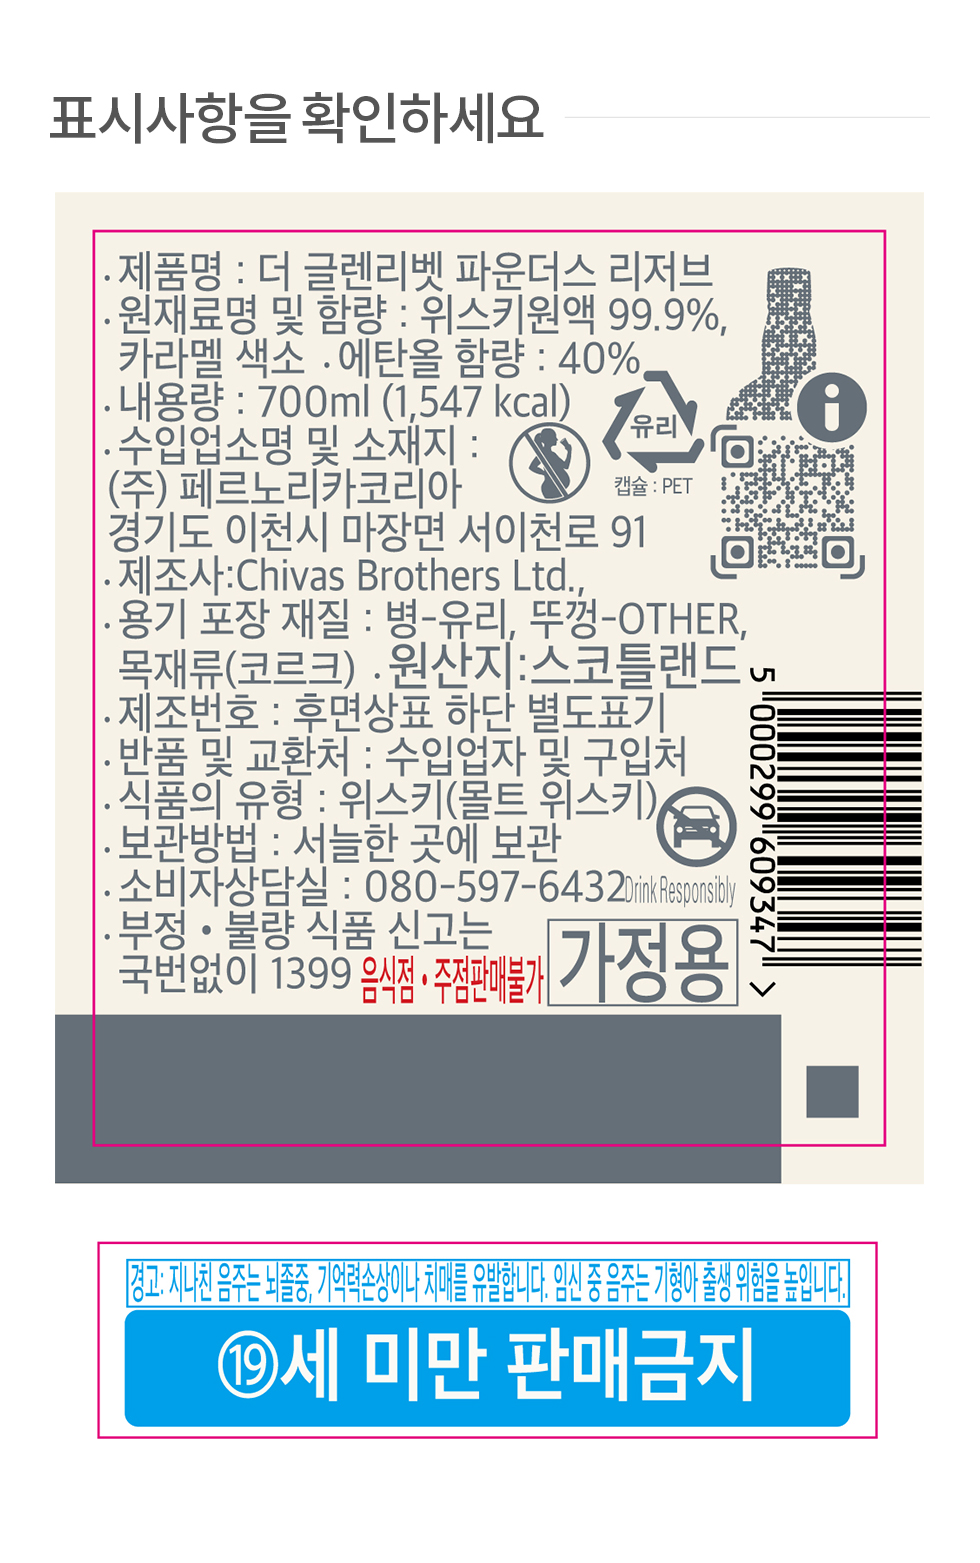 표시사항을 확인하세요
· 제품명 : 더 글렌리벳 파운더스 리저브
· 원재료명 및 함량 : 위스키원액 99.9%,
카라멜 색소 · 에탄올 함량 : 40%
· 내용량 : 700ml (1,547 kcal)
유리
· 수입업소명 및 소재지 :
(주) 페르노리카코리아
캡슐 : PET
경기도 이천시 마장면 서이천로 91
· 제조사:Chivas Brothers Ltd.,
· 용기 포장 재질 : 병-유리, 뚜껑-OTHER,
목재류(코르크) · 원산지:스코틀랜드
· 제조번호 : 후면상표 하단 별도표기
· 반품 및 교환처 : 수입업자 및 구입처
· 식품의 유형 : 위스키(몰트 위스키)
· 보관방법 : 서늘한 곳에 보관
· 소비자상담실 : 080-597-6432
Drink Responsibly
· 부정 • 불량 식품 신고는
국번없이 1399 음식점 • 주점판매불가
가정용
5 000299 609347 >
경고: 지나친 음주는 뇌졸중, 기억력손상이나 치매를 유발합니다. 임신 중 음주는 기형아 출생 위험을 높입니다.
⑲세 미만 판매금지